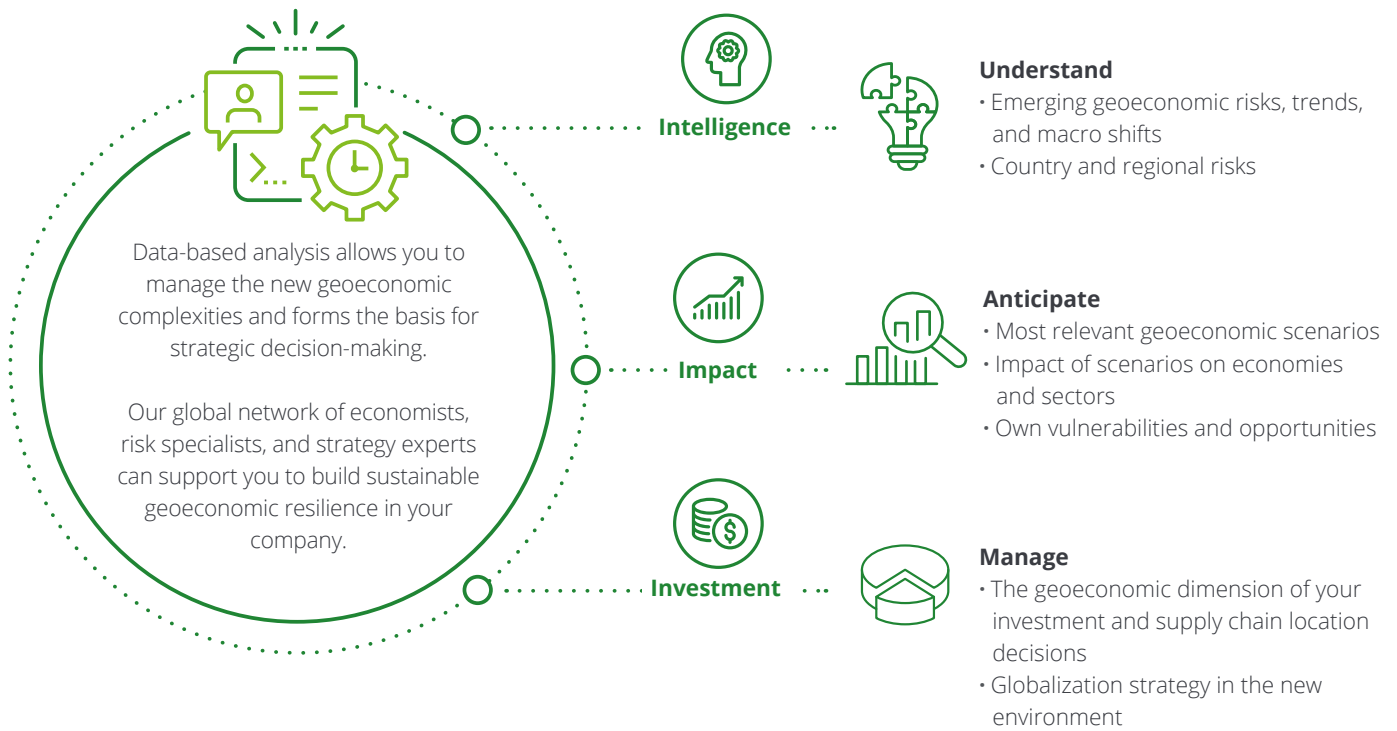 Data-based analysis allows you to
manage the new geoeconomic
complexities and forms the basis for
strategic decision-making.
Our global network of economists,
risk specialists, and strategy experts
can support you to build sustainable
geoeconomic resilience in your
company.
Intelligence
Understand
• Emerging geoeconomic risks, trends,
and macro shifts
• Country and regional risks
Impact
Anticipate
• Most relevant geoeconomic scenarios
• Impact of scenarios on economies
and sectors
• Own vulnerabilities and opportunities
$
Investment
Manage
• The geoeconomic dimension of your
investment and supply chain location
decisions
• Globalization strategy in the new
environment